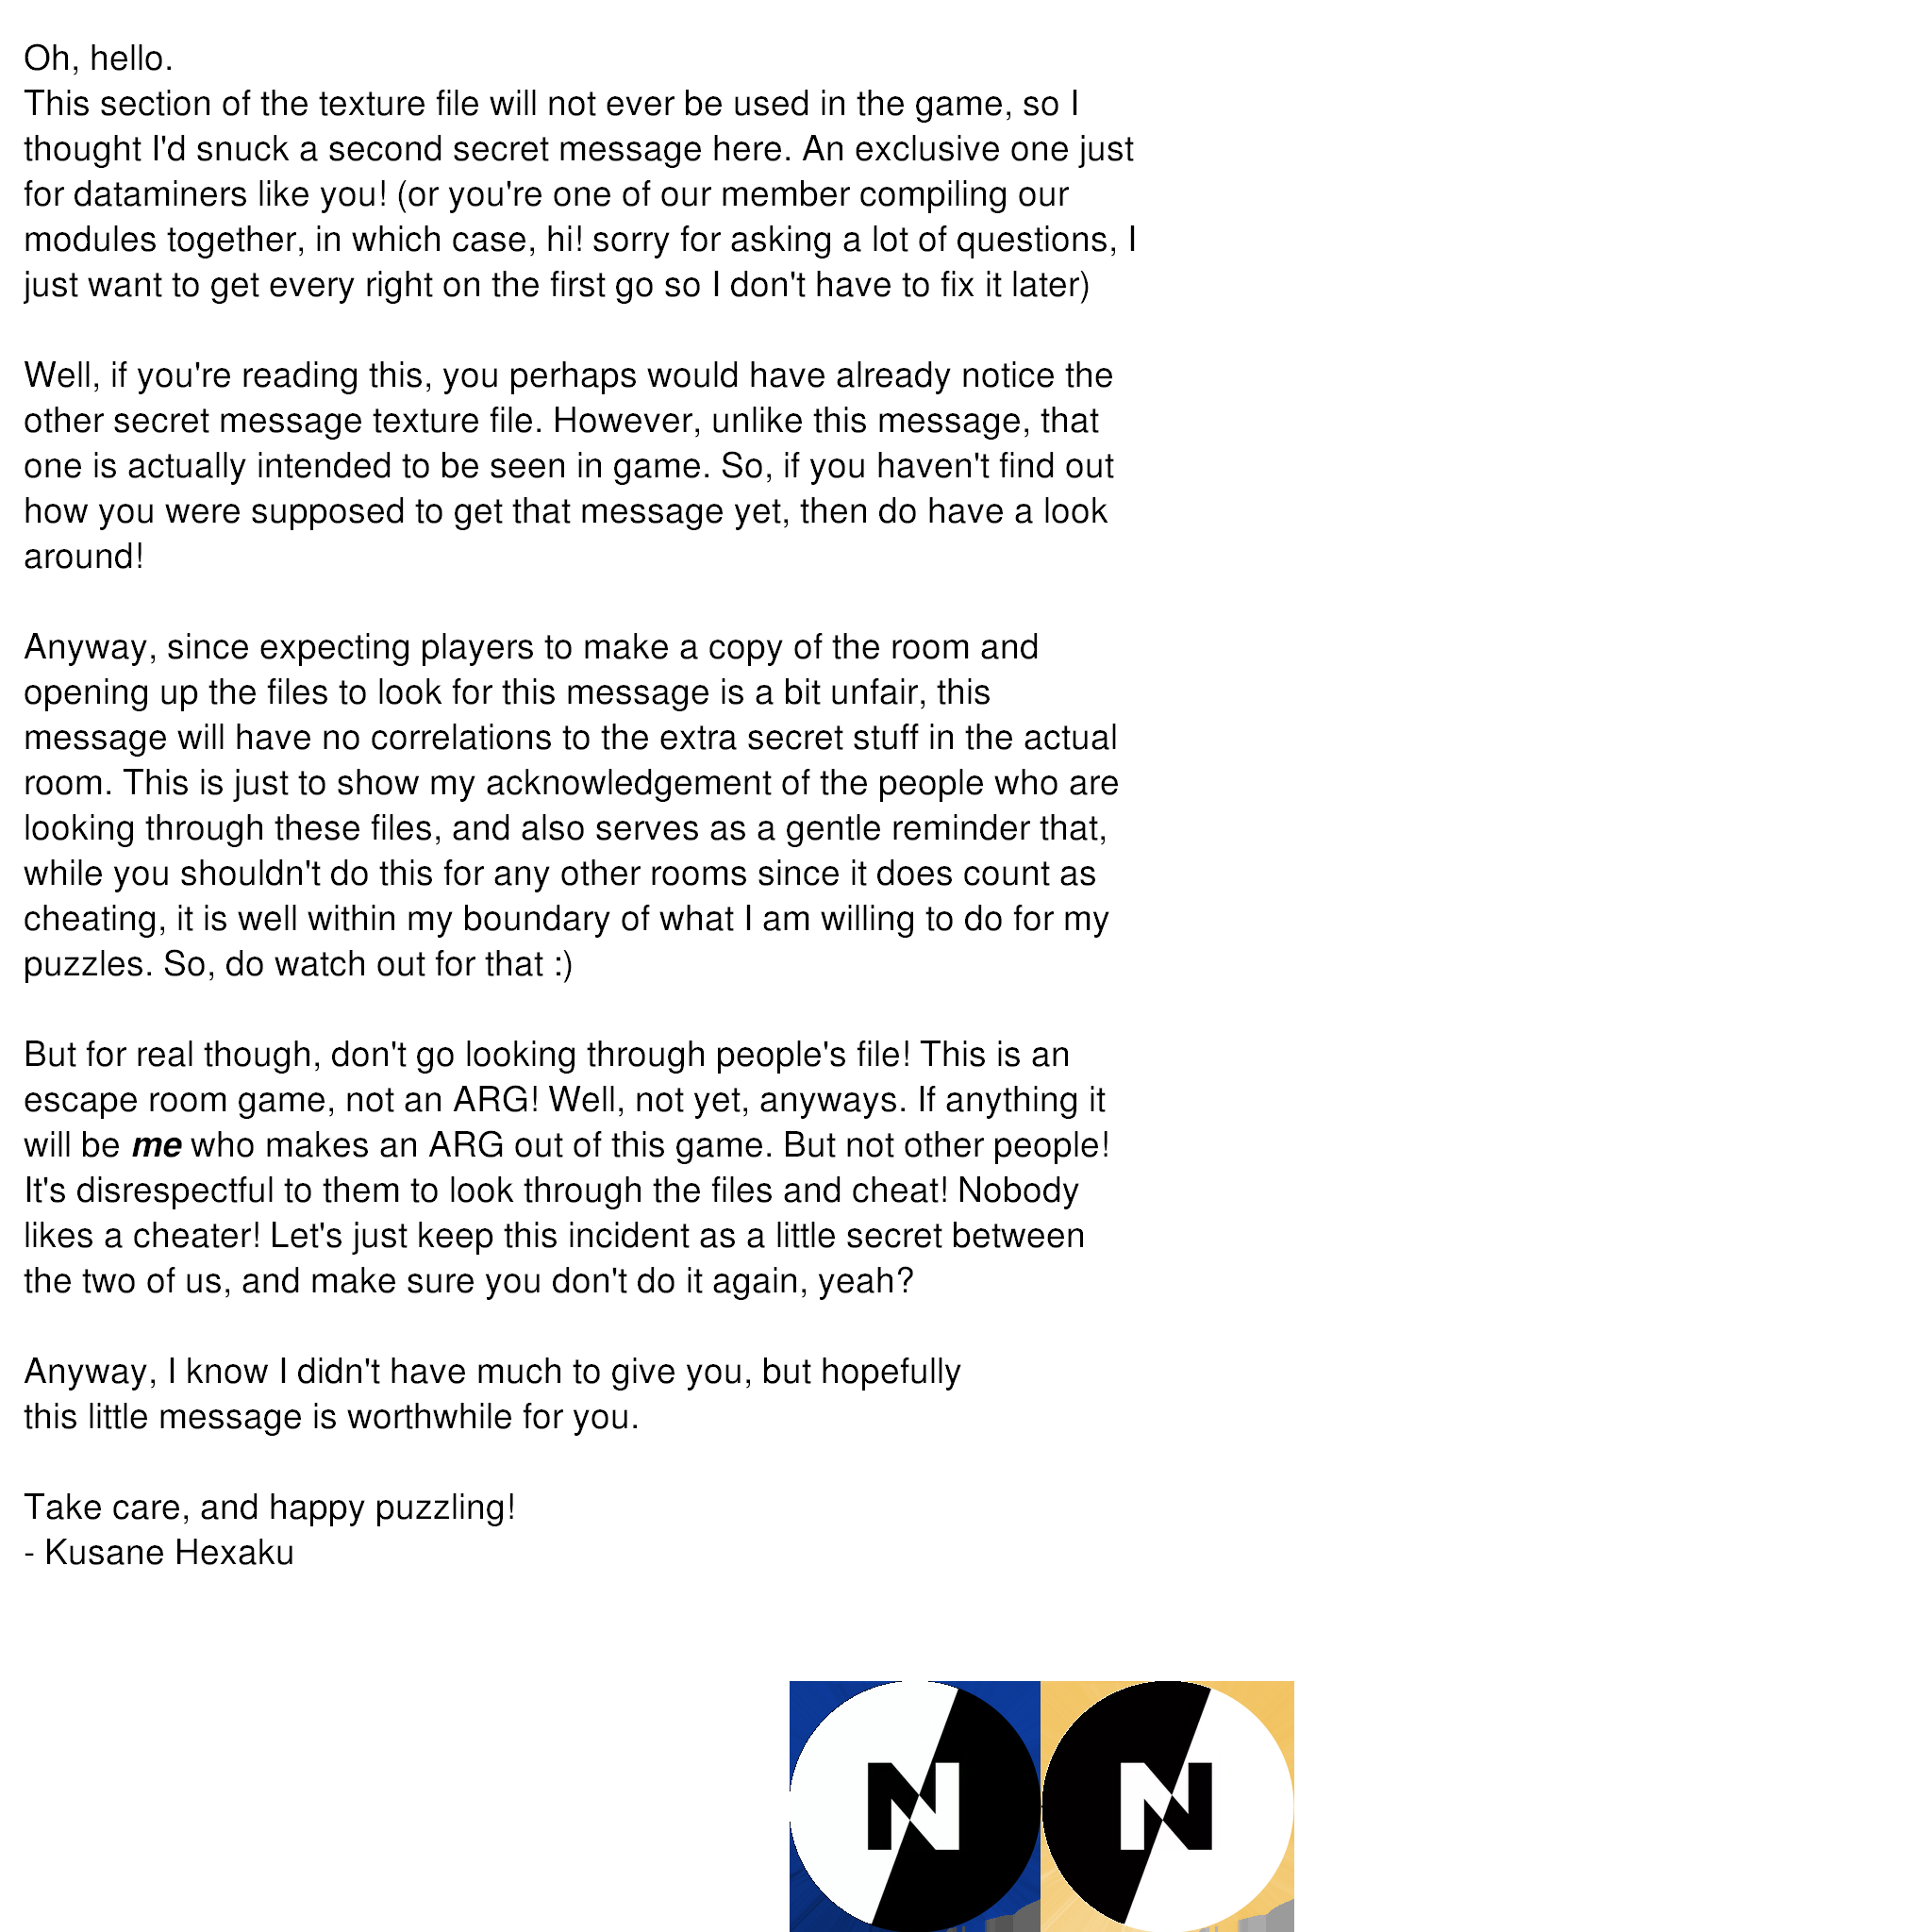 Oh, hello.
This section of the texture file will not ever be used in the game, so I
thought I'd snuck a second secret message here. An exclusive one just
for dataminers like you! (or you're one of our member compiling our
modules together, in which case, hi! sorry for asking a lot of questions, I
just want to get every right on the first go so I don't have to fix it later)
Well, if you're reading this, you perhaps would have already notice the
other secret message texture file. However, unlike this message, that
one is actually intended to be seen in game. So, if you haven't find out
how you were supposed to get that message yet, then do have a look
around!
Anyway, since expecting players to make a copy of the room and
opening up the files to look for this message is a bit unfair, this
message will have no correlations to the extra secret stuff in the actual
room. This is just to show my acknowledgement of the people who are
looking through these files, and also serves as a gentle reminder that,
while you shouldn't do this for any other rooms since it does count as
cheating, it is well within my boundary of what I am willing to do for my
puzzles. So, do watch out for that :)
But for real though, don't go looking through people's file! This is an
escape room game, not an ARG! Well, not yet, anyways. If anything it
will be me who makes an ARG out of this game. But not other people!
It's disrespectful to them to look through the files and cheat! Nobody
likes a cheater! Let's just keep this incident as a little secret between
the two of us, and make sure you don't do it again, yeah?
Anyway, I know I didn't have much to give you, but hopefully
this little message is worthwhile for you.
Take care, and happy puzzling!
- Kusane Hexaku
N N